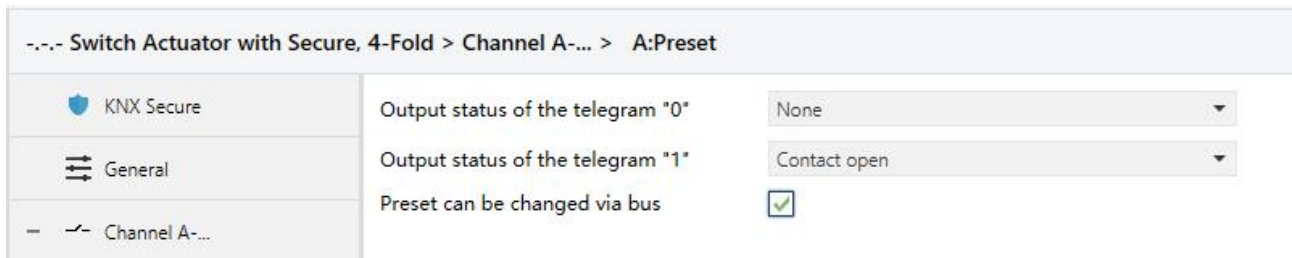 -.-.- Switch Actuator with Secure, 4-Fold > Channel A-... > A:Preset
KNX Secure
General
Channel A-...
Output status of the telegram "0"
None
Output status of the telegram "1"
Contact open
Preset can be changed via bus